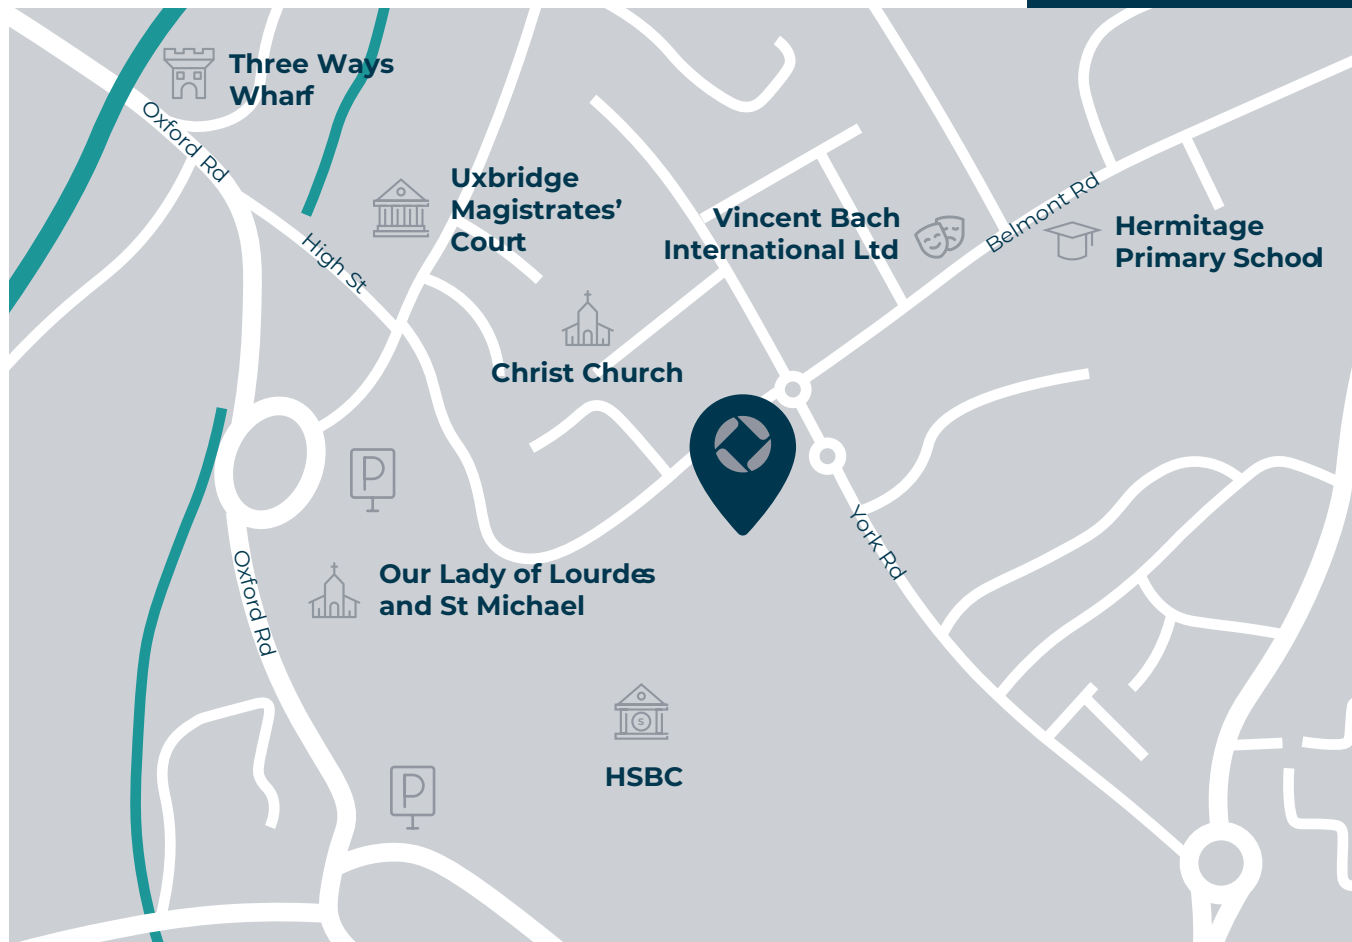 Three Ways
Wharf
Oxford Rd
Uxbridge
Magistrates’
Court
High St
Vincent Bach
International Ltd
Belmont Rd
Hermitage
Primary School
Christ Church
P
York Rd
Oxford Rd
Our Lady of Lourdes
and St Michael
S
HSBC
P